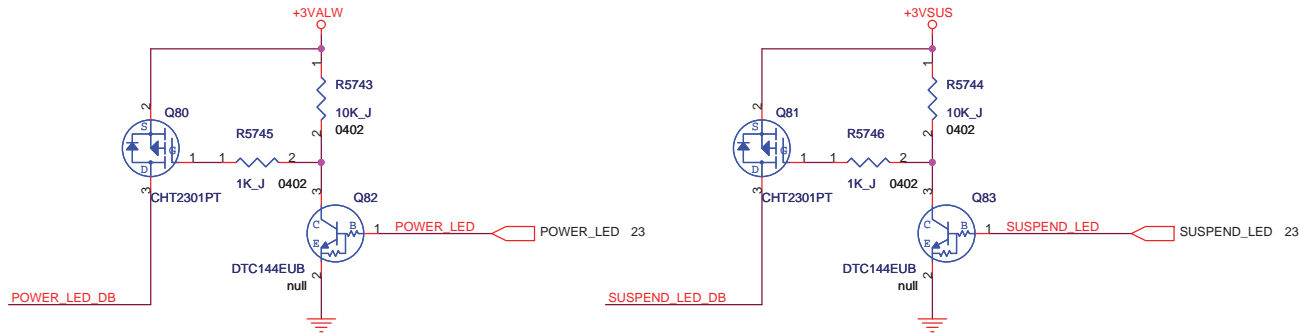 +3VALW
1
R5743
10K_J
2
0402
2
Q80
S
G
D
1
3
CHT2301PT
R5745
1
2
1K_J
0402
3
Q82
C
B
E
1
POWER_LED
POWER_LED 23
DTC144EUB
2
null
POWER_LED_DB
+3VSUS
1
R5744
10K_J
2
0402
2
Q81
S
G
D
1
3
CHT2301PT
R5746
1
2
1K_J
0402
3
Q83
C
B
E
1
SUSPEND_LED
SUSPEND_LED 23
DTC144EUB
2
null
SUSPEND_LED_DB